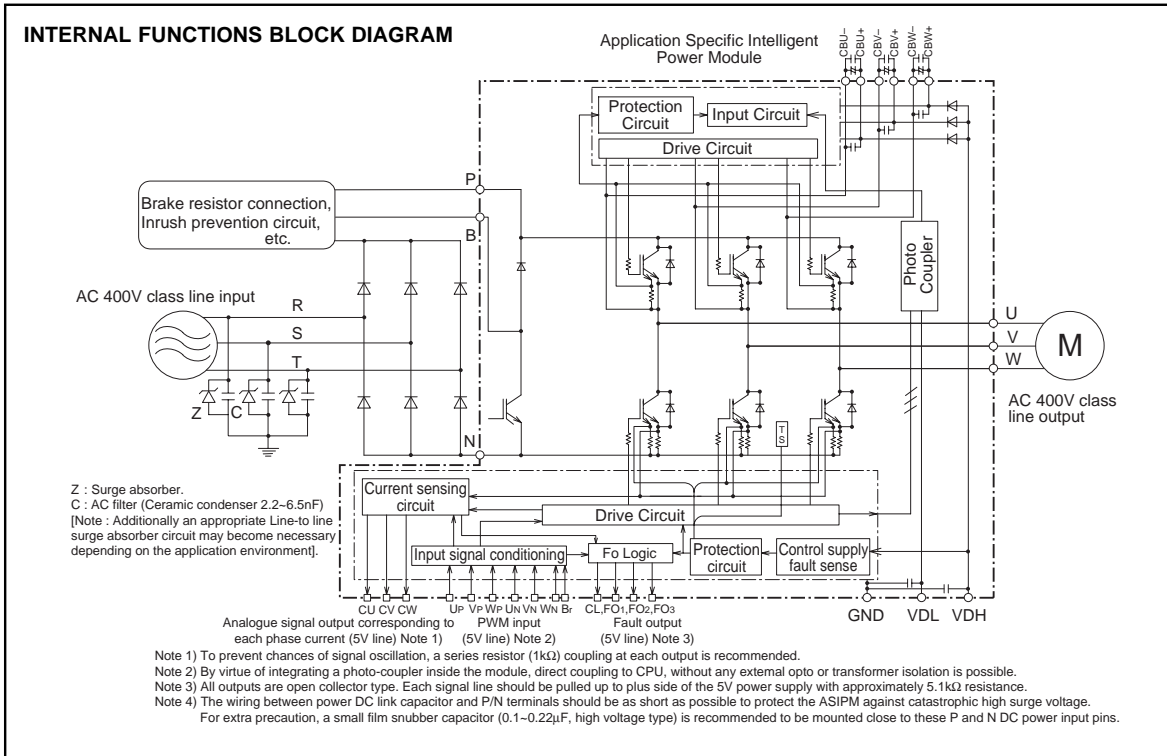 INTERNAL FUNCTIONS BLOCK DIAGRAM
Application Specific Intelligent
Power Module
CBU–
CBU+
CBV–
CBV+
CBW–
CBW+
Protection
Circuit
Input Circuit
Drive Circuit
P
Brake resistor connection,
Inrush prevention circuit,
etc.
B
Photo
Coupler
AC 400V class line input
R
S
T
Z
C
N
U
V
W
M
AC 400V class
line output
TS
Z : Surge absorber.
C : AC filter (Ceramic condenser 2.2~6.5nF)
[Note : Additionally an appropriate Line-to line
surge absorber circuit may become necessary
depending on the application environment].
Current sensing
circuit
Drive Circuit
Input signal conditioning
Fo Logic
Protection
circuit
Control supply
fault sense
CU CV CW
UP VP WP UN VN WN Br
CL,FO1,FO2,FO3
GND
VDL
VDH
Analogue signal output corresponding to
each phase current (5V line) Note 1)
PWM input
(5V line) Note 2)
Fault output
(5V line) Note 3)
Note 1) To prevent chances of signal oscillation, a series resistor (1kΩ) coupling at each output is recommended.
Note 2) By virtue of integrating a photo-coupler inside the module, direct coupling to CPU, without any external opto or transformer isolation is possible.
Note 3) All outputs are open collector type. Each signal line should be pulled up to plus side of the 5V power supply with approximately 5.1kΩ resistance.
Note 4) The wiring between power DC link capacitor and P/N terminals should be as short as possible to protect the ASIPM against catastrophic high surge voltage.
For extra precaution, a small film snubber capacitor (0.1~0.22μF, high voltage type) is recommended to be mounted close to these P and N DC power input pins.